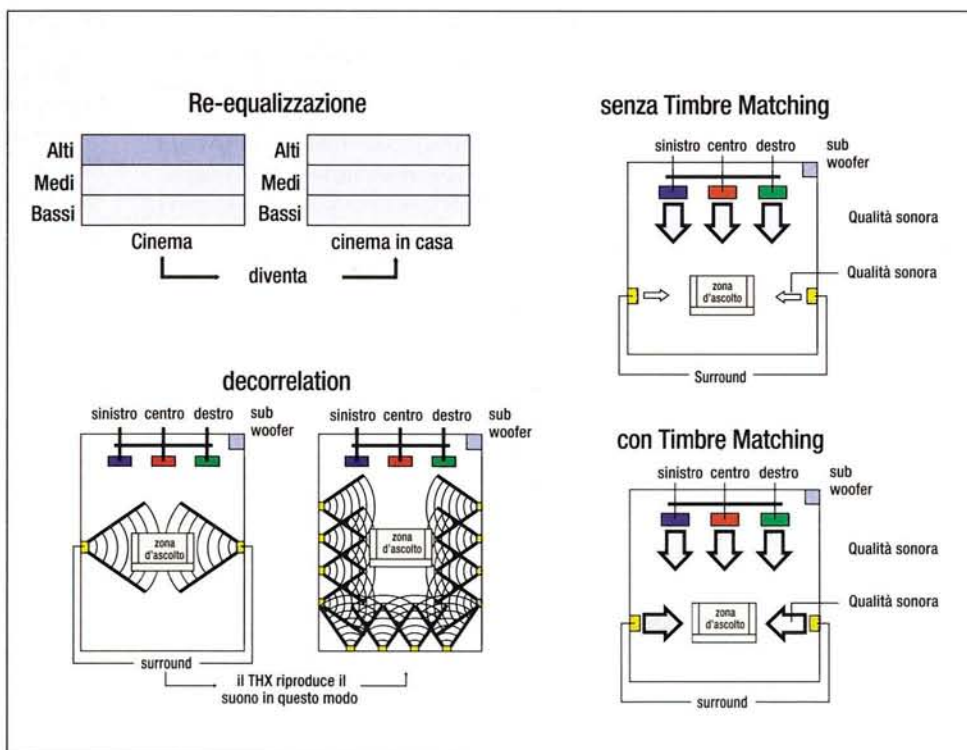 Re-equalizzazione
Alti
Medi
Bassi
Cinema
Alti
Medi
Bassi
cinema in casa
diventa
senza Timbre Matching
sinistro centro destro
sub
woofer
Qualità sonora
Qualità sonora
zona
d'ascolto
Surround
decorrelation
sinistro centro destro
sub
woofer
zona
d'ascolto
sinistro centro destro
sub
woofer
zona
d'ascolto
surround
il THX riproduce il
suono in questo modo
con Timbre Matching
sinistro centro destro
sub
woofer
Qualità sonora
Qualità sonora
zona
d'ascolto
surround